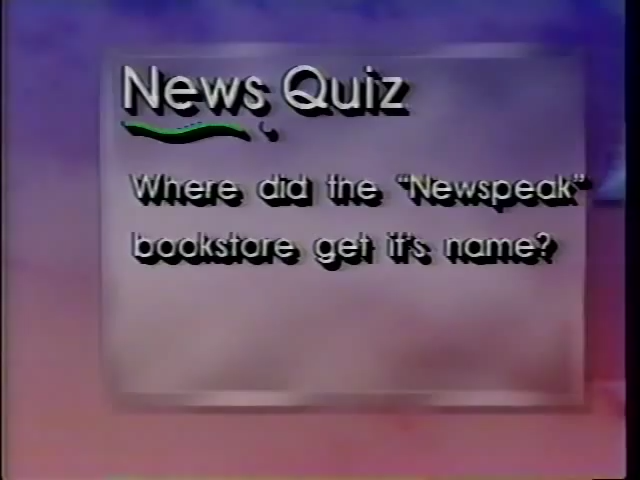 News Quiz
Where did the "Newspeak"
bookstore get it's name?